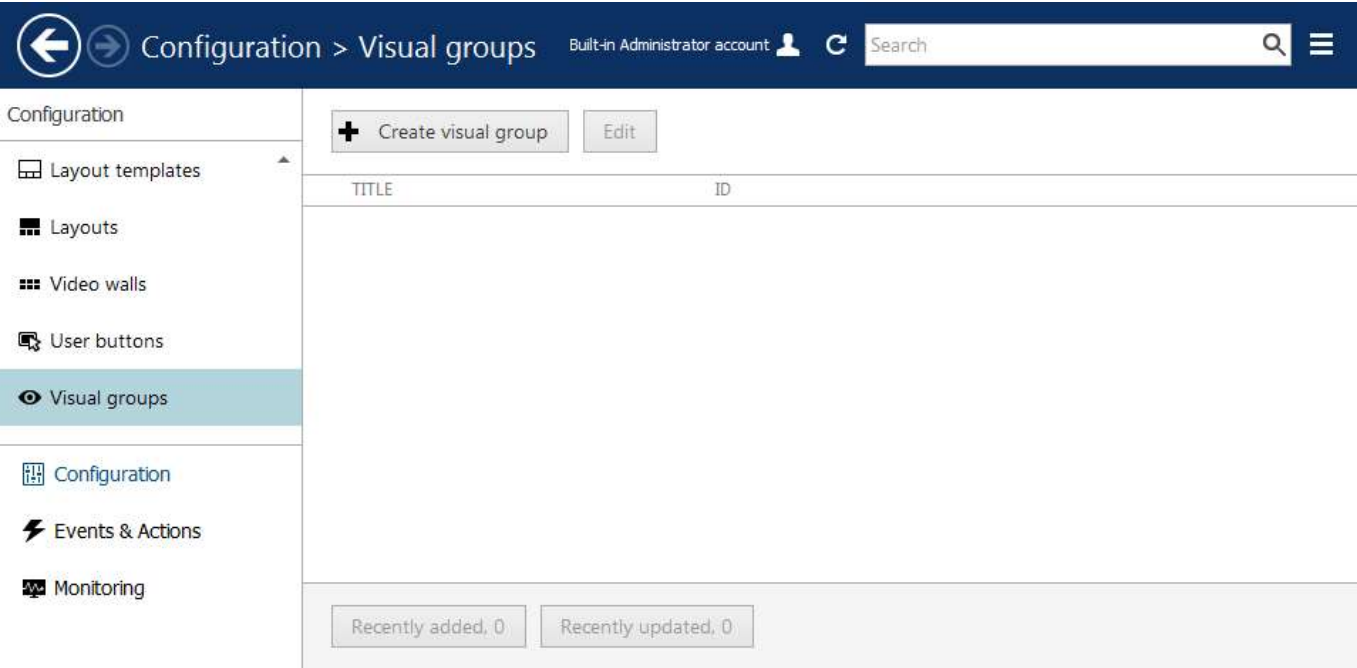 Configuration > Visual groups
Built-in Administrator account
Search
Configuration
Layout templates
Layouts
Video walls
User buttons
Visual groups
Configuration
Events & Actions
Monitoring
Create visual group
Edit
TITLE
ID
Recently added, 0
Recently updated, 0